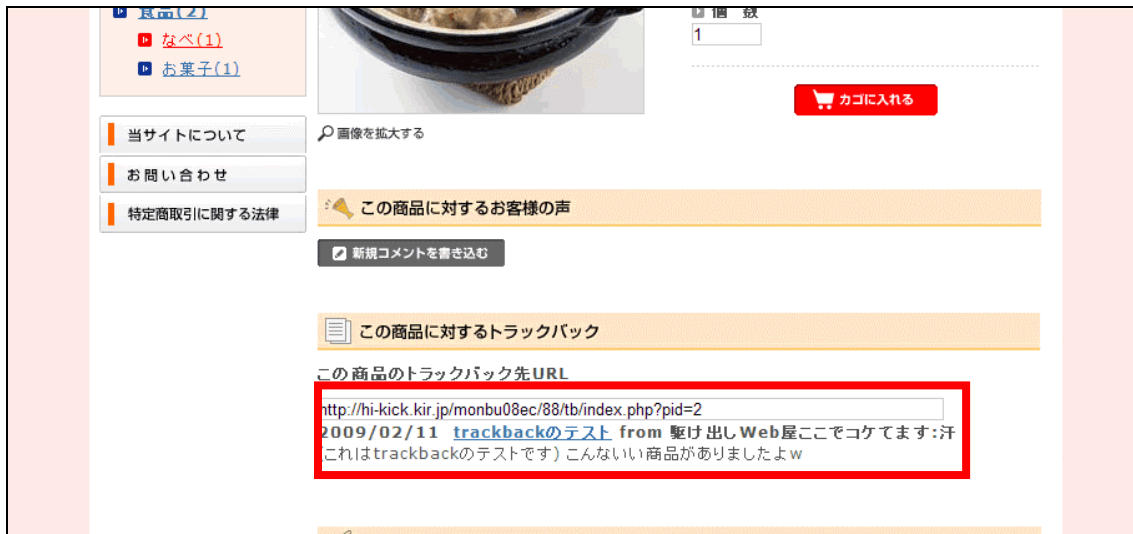 食品(2)
なべ(1)
お菓子(1)
当サイトについて
お問い合わせ
特定商取引に関する法律
個 数
1
カゴに入れる
画像を拡大する
この商品に対するお客様の声
新規コメントを書き込む
この商品に対するトラックバック
この商品のトラックバック先URL
http://hi-kick.kir.jp/monbu08ec/88/tb/index.php?pid=2
2009/02/11 trackbackのテスト from 駆け出しWeb屋ここでコケてます:汗
(これはtrackbackのテストです) こんないい商品がありましたよw